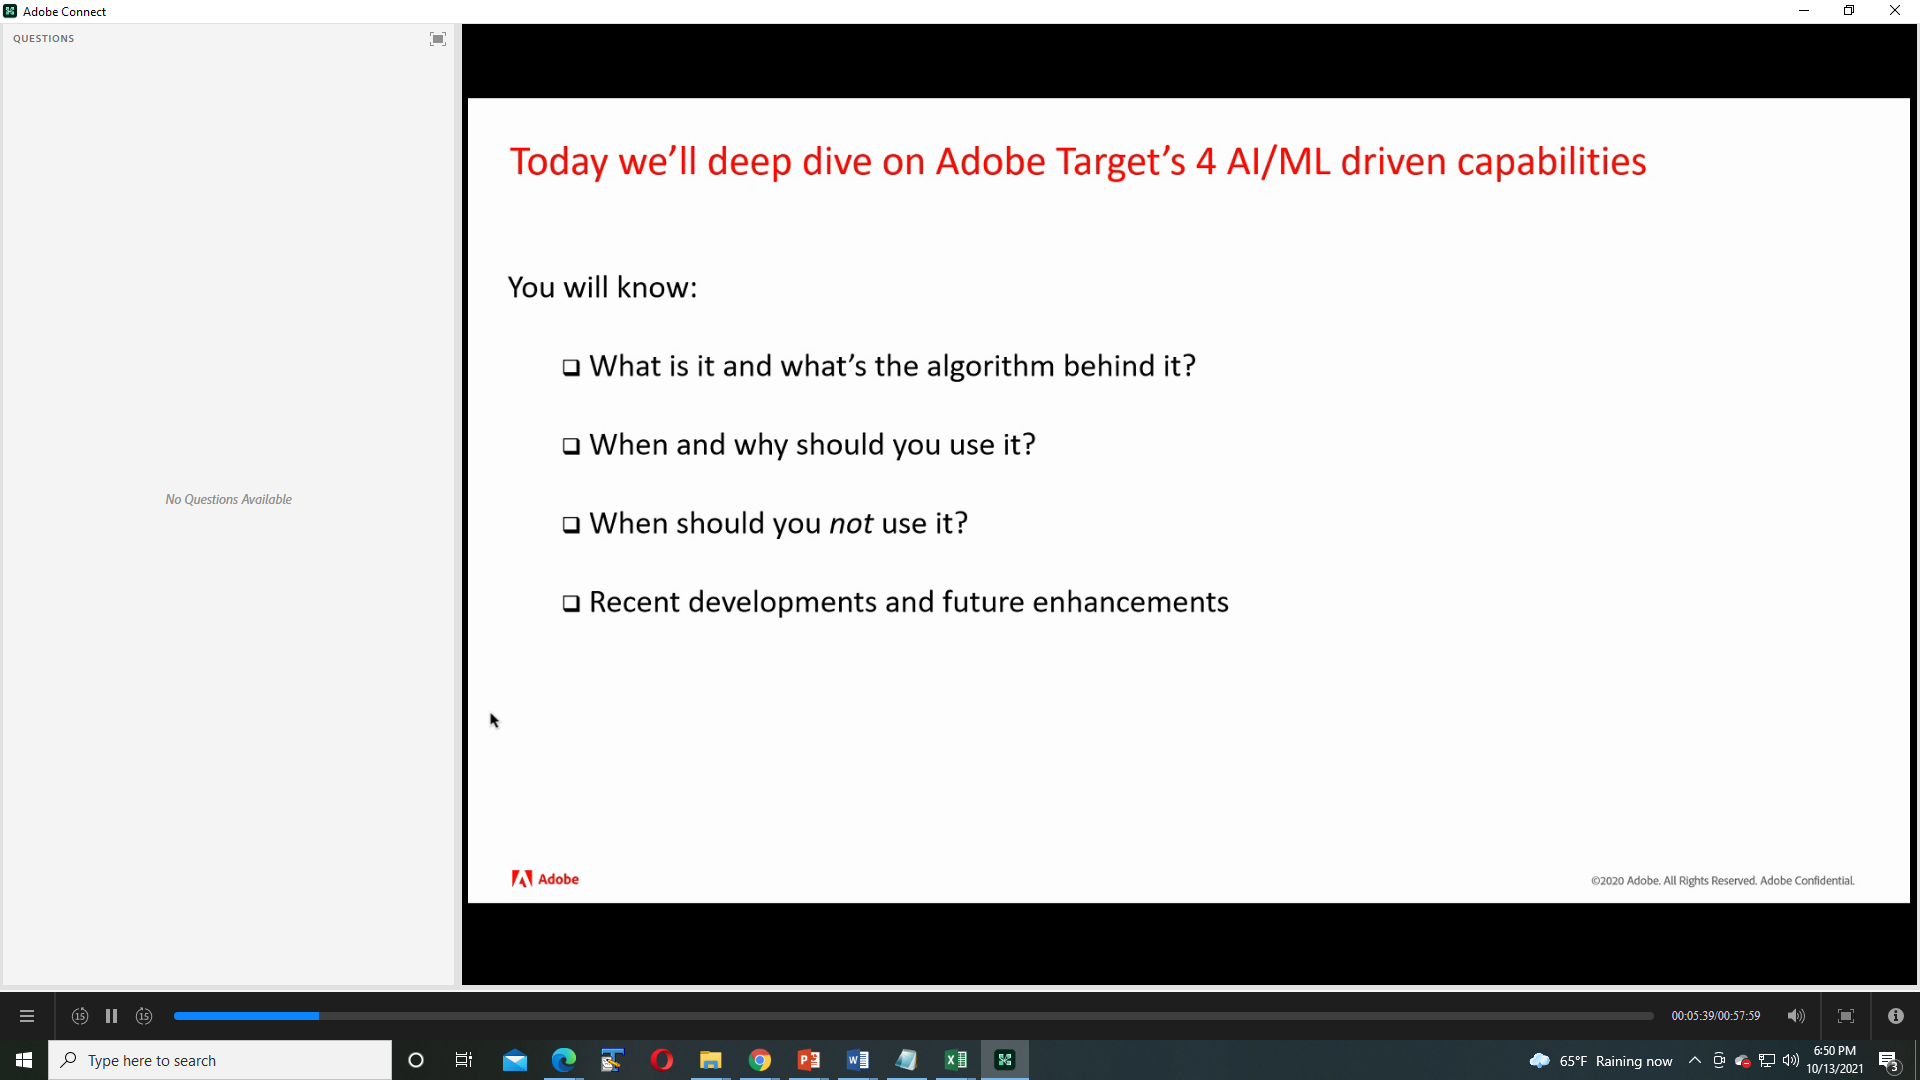 Adobe Connect
QUESTIONS
No Questions Available
Today we’ll deep dive on Adobe Target’s 4 AI/ML driven capabilities
You will know:
❑ What is it and what’s the algorithm behind it?
❑ When and why should you use it?
❑ When should you not use it?
❑ Recent developments and future enhancements
Adobe
©2020 Adobe. All Rights Reserved. Adobe Confidential.
15
15
00:05:39/00:57:59
Type here to search
65°F Raining now
6:50 PM
10/13/2021
3